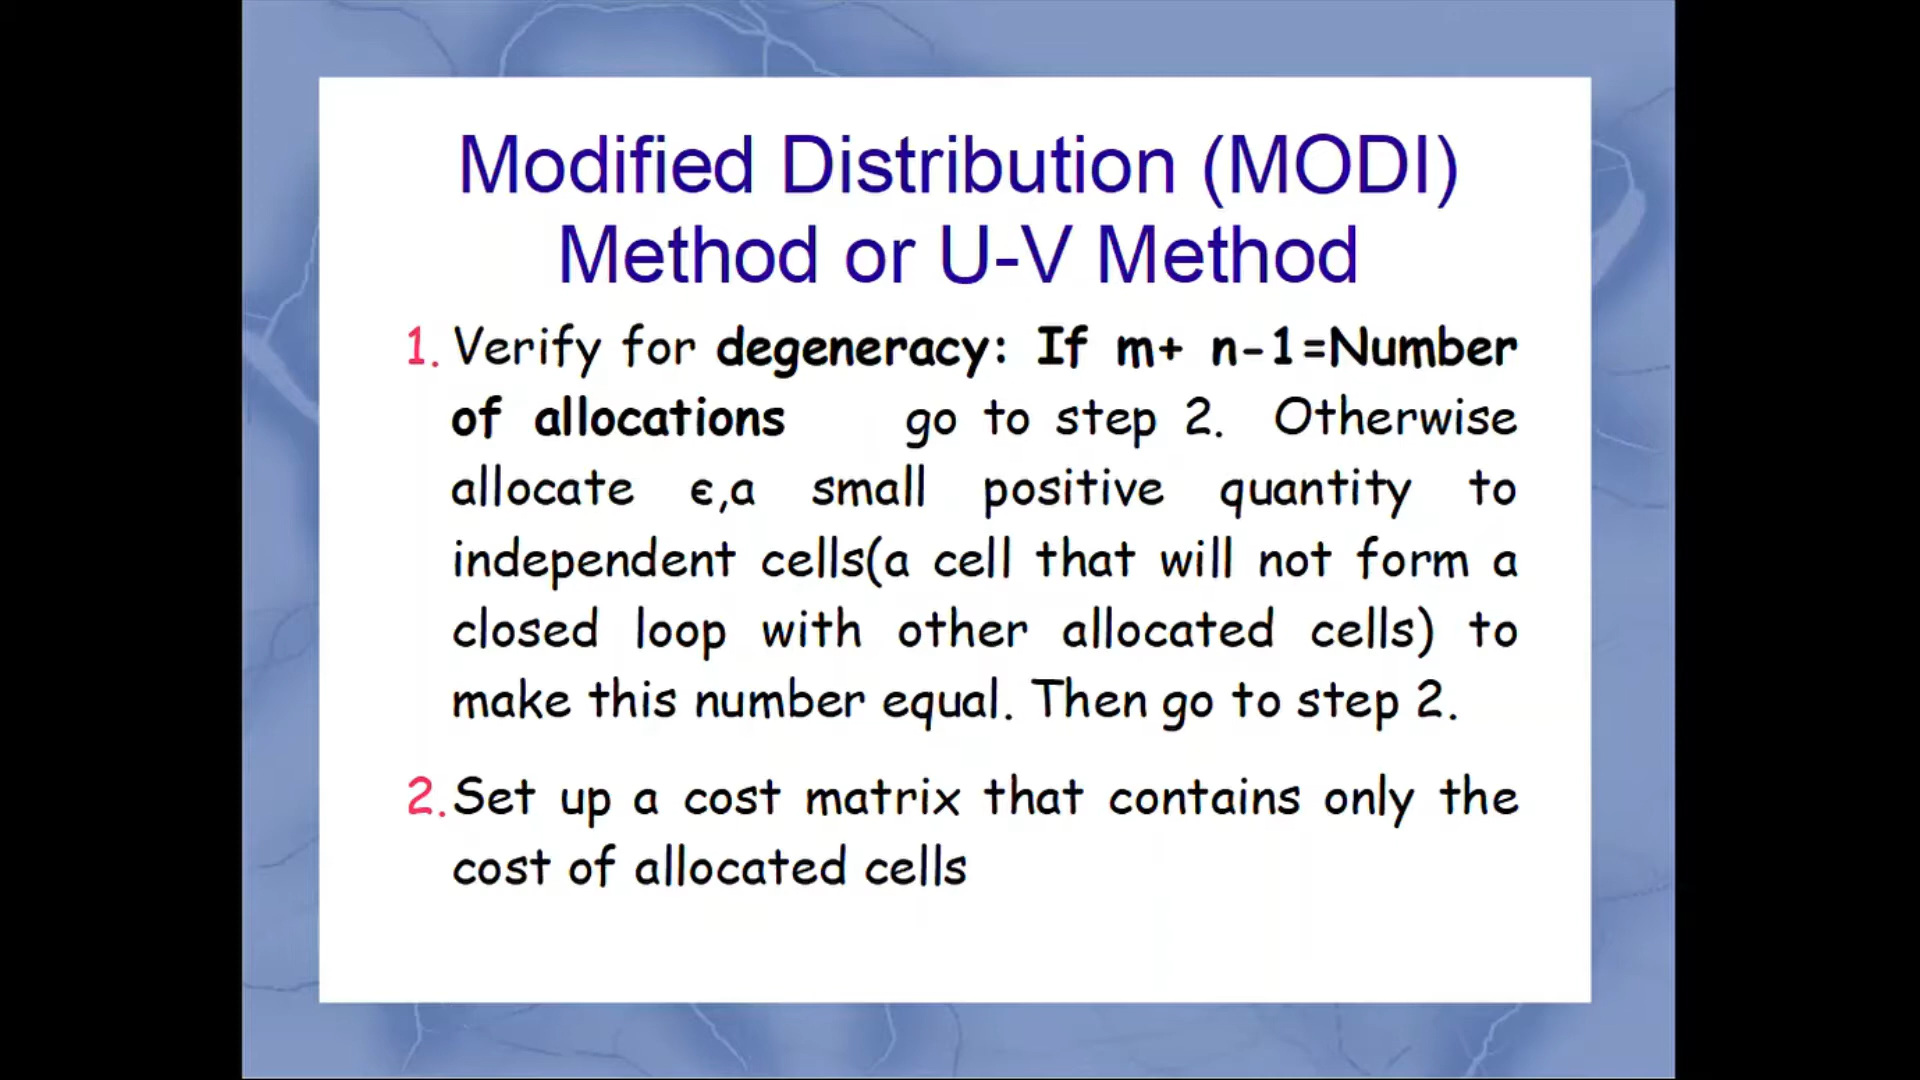 Modified Distribution (MODI)
Method or U-V Method
1. Verify for degeneracy: If m+ n-1=Number
of allocations go to step 2. Otherwise
allocate є,a small positive quantity to
independent cells(a cell that will not form a
closed loop with other allocated cells) to
make this number equal. Then go to step 2.
2. Set up a cost matrix that contains only the
cost of allocated cells